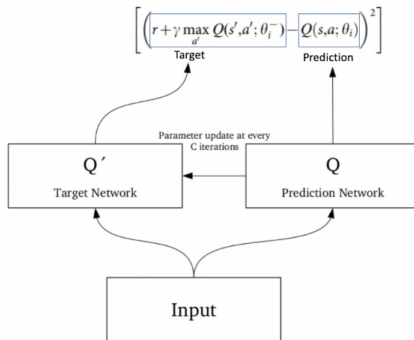 [(r + γ max_{a'} Q(s',a'; θ_i^-) − Q(s,a; θ_i))^2]
Target
Prediction
Parameter update at every
C iterations
Q′
Target Network
Q
Prediction Network
Input